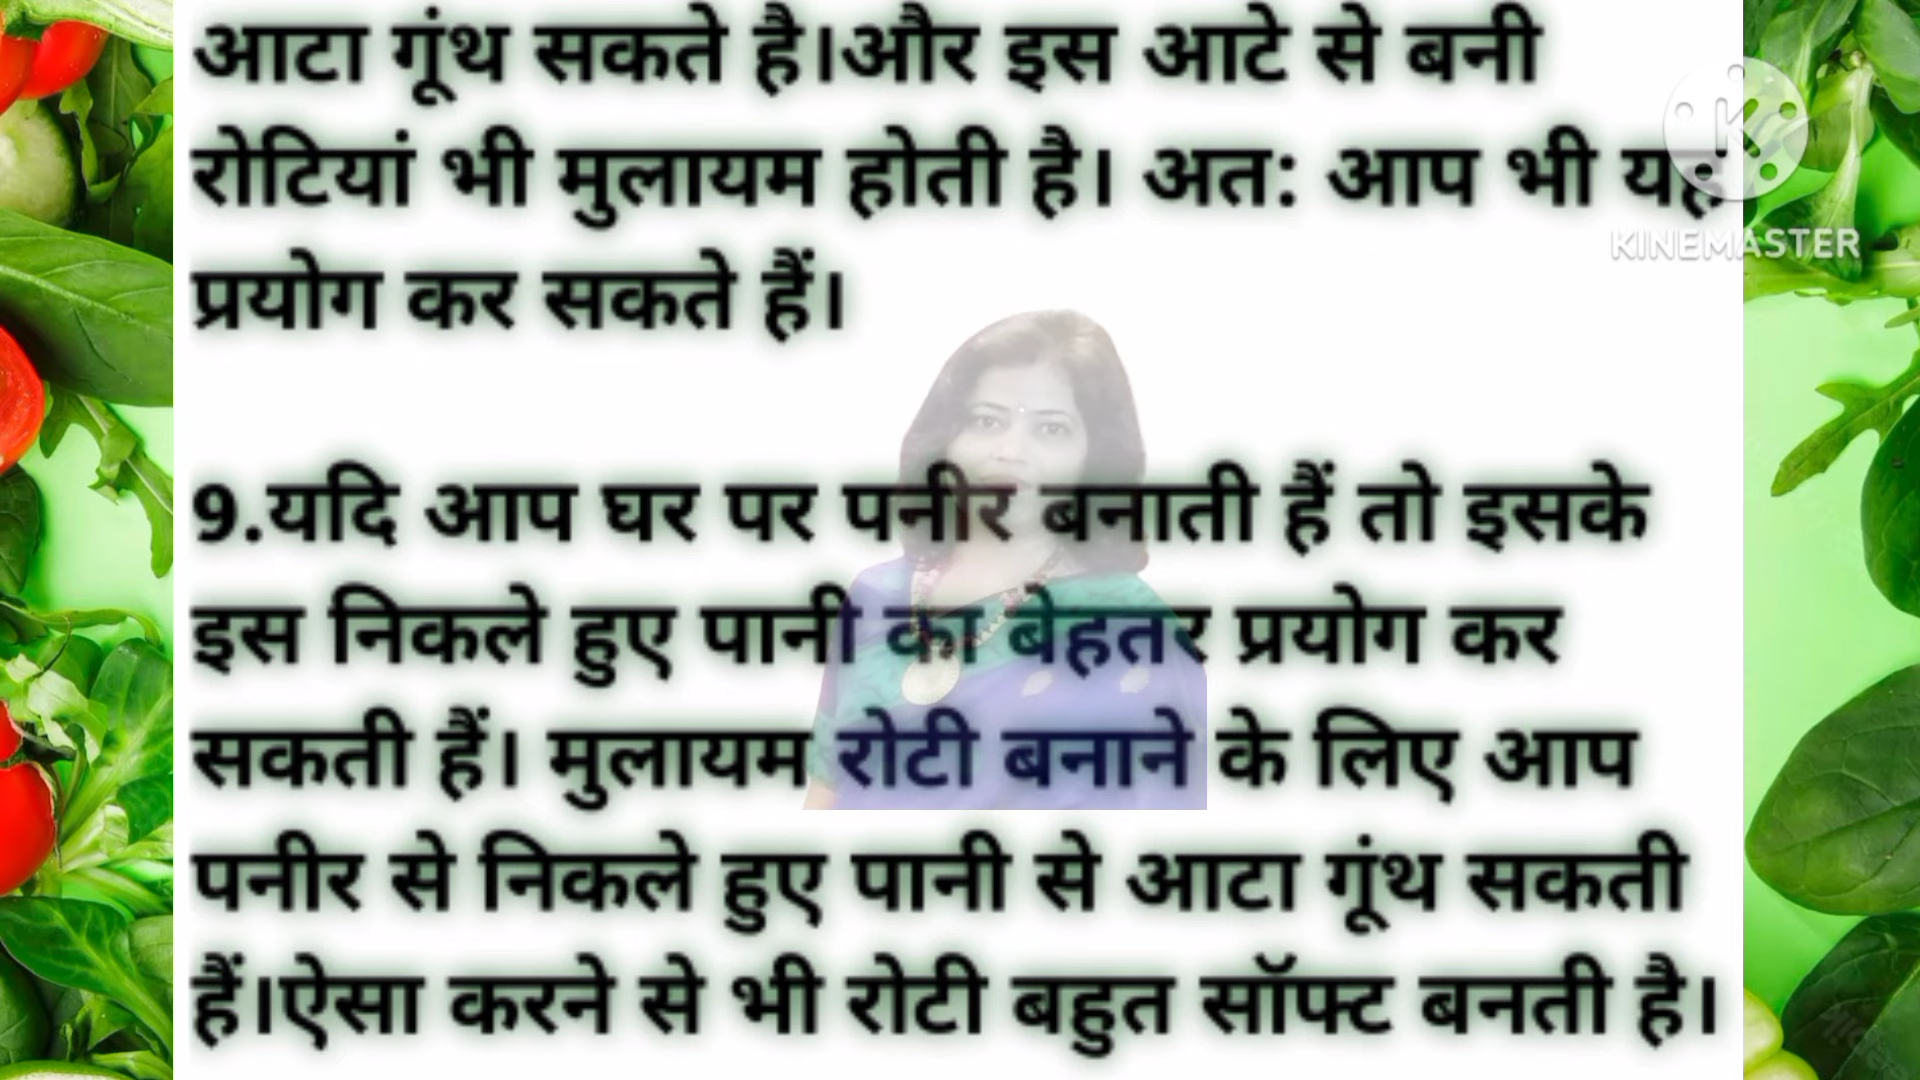 आटा गूंथ सकते है।और इस आटे से बनी
रोटियां भी मुलायम होती है। अत: आप भी यह
KINEMASTER
प्रयोग कर सकते हैं।
9.यदि आप घर पर पनीर बनाती हैं तो इसके
इस निकले हुए पानी का बेहतर प्रयोग कर
सकती हैं। मुलायम रोटी बनाने के लिए आप
पनीर से निकले हुए पानी से आटा गूंथ सकती
हैं।ऐसा करने से भी रोटी बहुत सॉफ्ट बनती है।